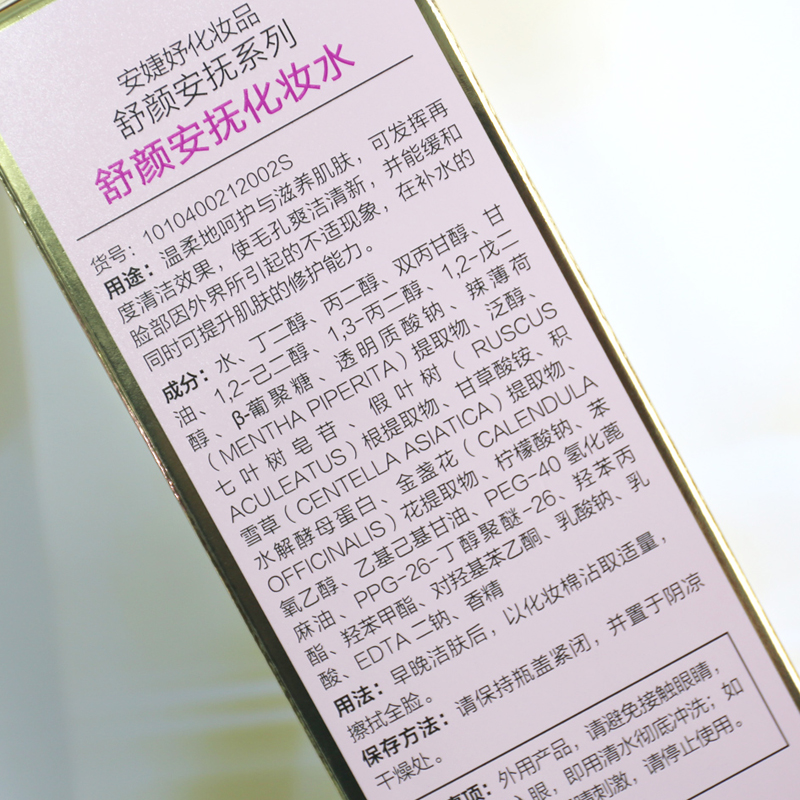 安婕妤化妆品
舒颜安抚系列
舒颜安抚化妆水
货号：1010400212002S
用途：温柔地呵护与滋养肌肤，可发挥再
度清洁效果，使毛孔爽洁清新，并能缓和
脸部因外界所引起的不适现象，在补水的
同时可提升肌肤的修护能力。
成分：水、丁二醇、丙二醇、双丙甘醇、甘
油、1,2-己二醇、1,3-丙二醇、1,2-戊二
醇、β-葡聚糖、透明质酸钠、辣薄荷
（MENTHA PIPERITA）提取物、泛醇、
七叶树皂苷、假叶树（RUSCUS
ACULEATUS）根提取物、甘草酸铵、积
雪草（CENTELLA ASIATICA）提取物、
水解酵母蛋白、金盏花（CALENDULA
OFFICINALIS）花提取物、柠檬酸钠、苯
氧乙醇、乙基己基甘油、PEG-40 氢化蓖
麻油、PPG-26-丁醇聚醚-26、羟苯丙
酯、羟苯甲酯、对羟基苯乙酮、乳酸钠、乳
酸、EDTA 二钠、香精
用法：早晚洁肤后，以化妆棉沾取适量，
擦拭全脸。
保存方法：请保持瓶盖紧闭，并置于阴凉
干燥处。
事项：外用产品，请避免接触眼睛，
入眼，即用清水彻底冲洗；如
刺激，请停止使用。